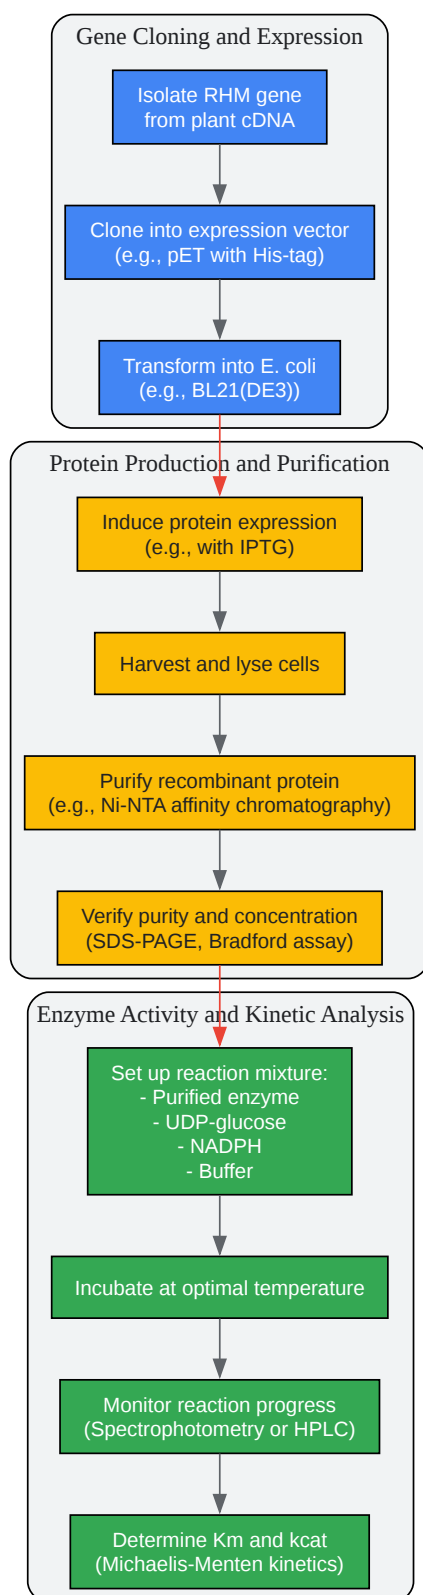 Gene Cloning and Expression
Isolate RHM gene
from plant cDNA
Clone into expression vector
(e.g., pET with His-tag)
Transform into E. coli
(e.g., BL21(DE3))
Protein Production and Purification
Induce protein expression
(e.g., with IPTG)
Harvest and lyse cells
Purify recombinant protein
(e.g., Ni-NTA affinity chromatography)
Verify purity and concentration
(SDS-PAGE, Bradford assay)
Enzyme Activity and Kinetic Analysis
Set up reaction mixture:
- Purified enzyme
- UDP-glucose
- NADPH
- Buffer
Incubate at optimal temperature
Monitor reaction progress
(Spectrophotometry or HPLC)
Determine Km and kcat
(Michaelis-Menten kinetics)